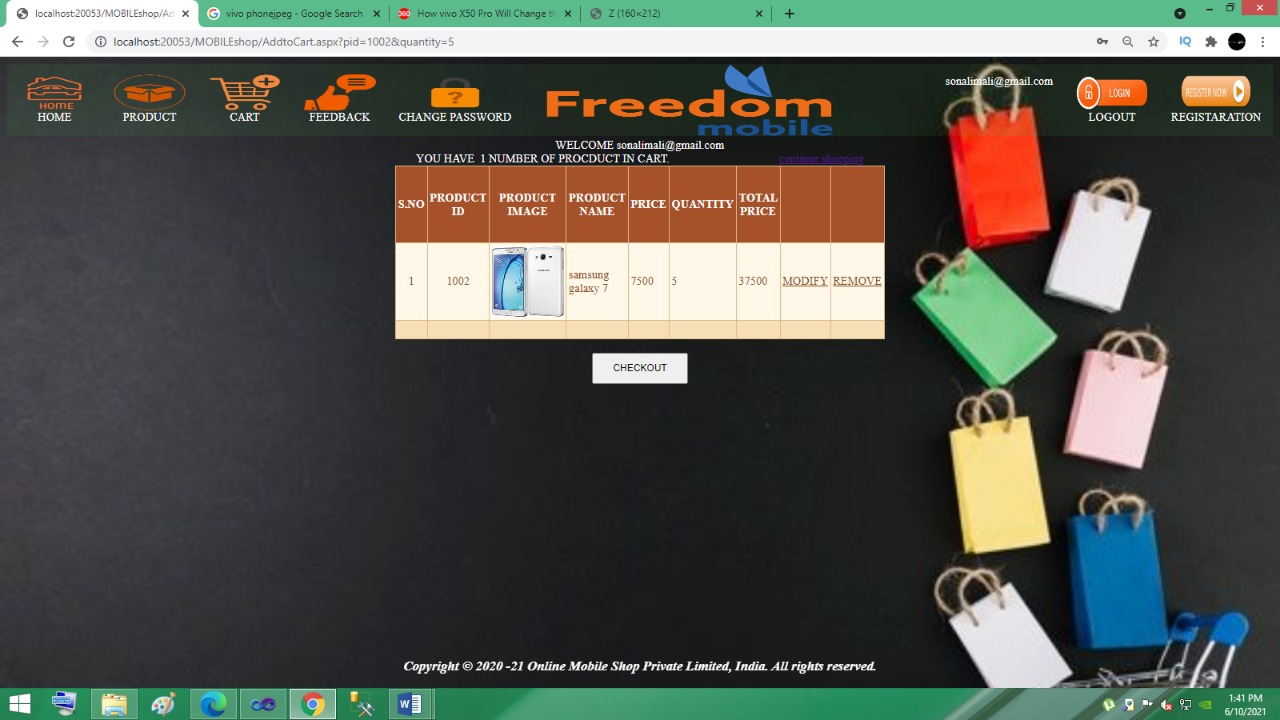 localhost:20053/MOBILEshop/Ad
vivo phonejpeg - Google Search
360 How vivo X50 Pro Will Change th
Z (160×212)
localhost:20053/MOBILEshop/AddtoCart.aspx?pid=1002&quantity=5
IQ
HOME
HOME
PRODUCT
CART
FEEDBACK
?
CHANGE PASSWORD
Freedom
mobile
sonalimali@gmail.com
LOGIN
LOGOUT
REGISTER NOW
REGISTARATION
WELCOME sonalimali@gmail.com
YOU HAVE 1 NUMBER OF PROCDUCT IN CART. continue shooping
S.NO PRODUCT ID PRODUCT IMAGE PRODUCT NAME PRICE QUANTITY TOTAL PRICE
1 1002 samsung galaxy 7 7500 5 37500 MODIFY REMOVE
CHECKOUT
Copyright © 2020 -21 Online Mobile Shop Private Limited, India. All rights reserved.
1:41 PM
6/10/2021